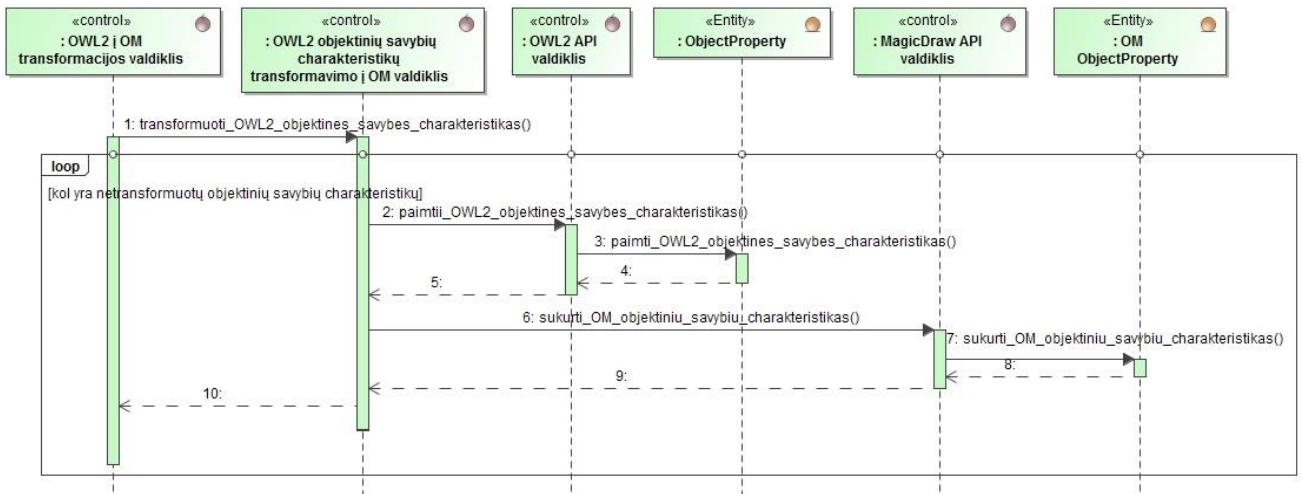 «control»
: OWL2 į OM
transformacijos valdiklis
«control»
: OWL2 objektinių savybių
charakteristikų
transformavimo į OM valdiklis
«control»
: OWL2 API
valdiklis
«Entity»
: ObjectProperty
«control»
: MagicDraw API
valdiklis
«Entity»
: OM
ObjectProperty
1: transformuoti_OWL2_objektines_savybes_charakteristikas()
loop
[kol yra netransformuotų objektinių savybių charakteristikų]
2: paimtii_OWL2_objektines_savybes_charakteristikas()
3: paimti_OWL2_objektines_savybes_charakteristikas()
4:
5:
6: sukurti_OM_objektiniu_savybiu_charakteristikas()
7: sukurti_OM_objektiniu_savybiu_charakteristikas()
8:
9:
10: